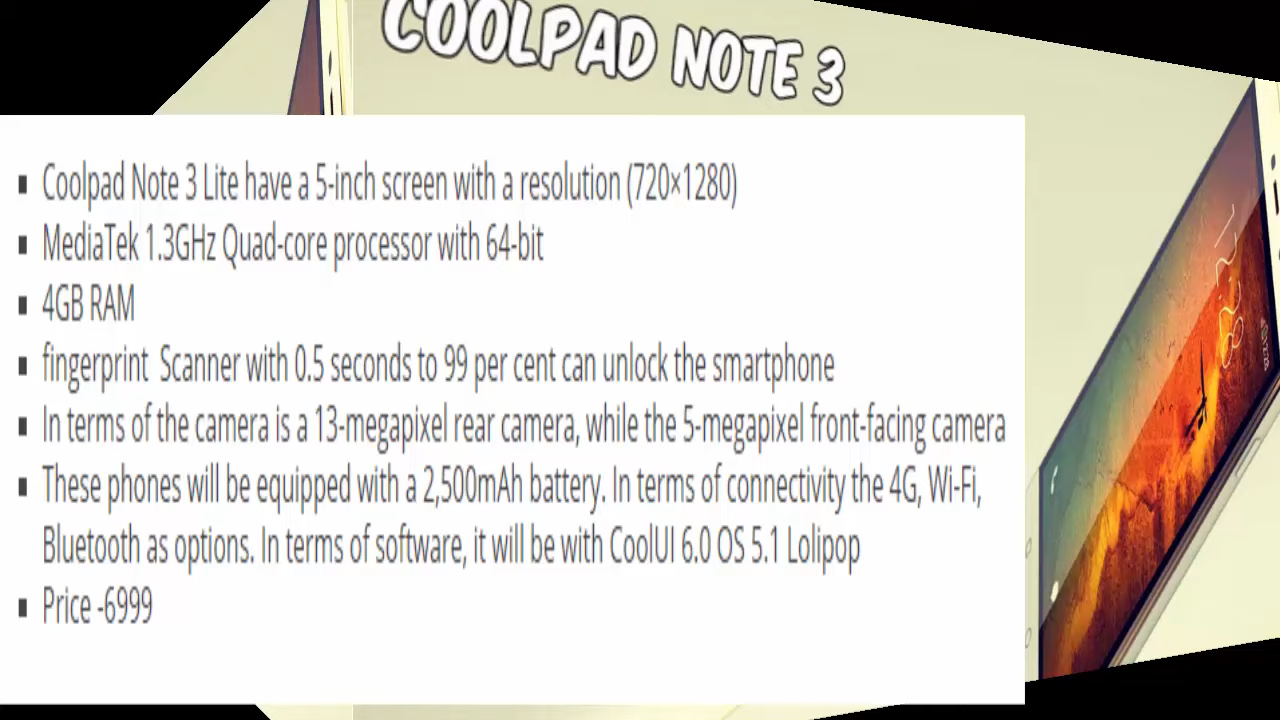 COOLPAD NOTE 3
▪ Coolpad Note 3 Lite have a 5-inch screen with a resolution (720×1280)
▪ MediaTek 1.3GHz Quad-core processor with 64-bit
▪ 4GB RAM
▪ fingerprint  Scanner with 0.5 seconds to 99 per cent can unlock the smartphone
▪ In terms of the camera is a 13-megapixel rear camera, while the 5-megapixel front-facing camera
▪ These phones will be equipped with a 2,500mAh battery. In terms of connectivity the 4G, Wi-Fi,
Bluetooth as options. In terms of software, it will be with CoolUI 6.0 OS 5.1 Lolipop
▪ Price -6999